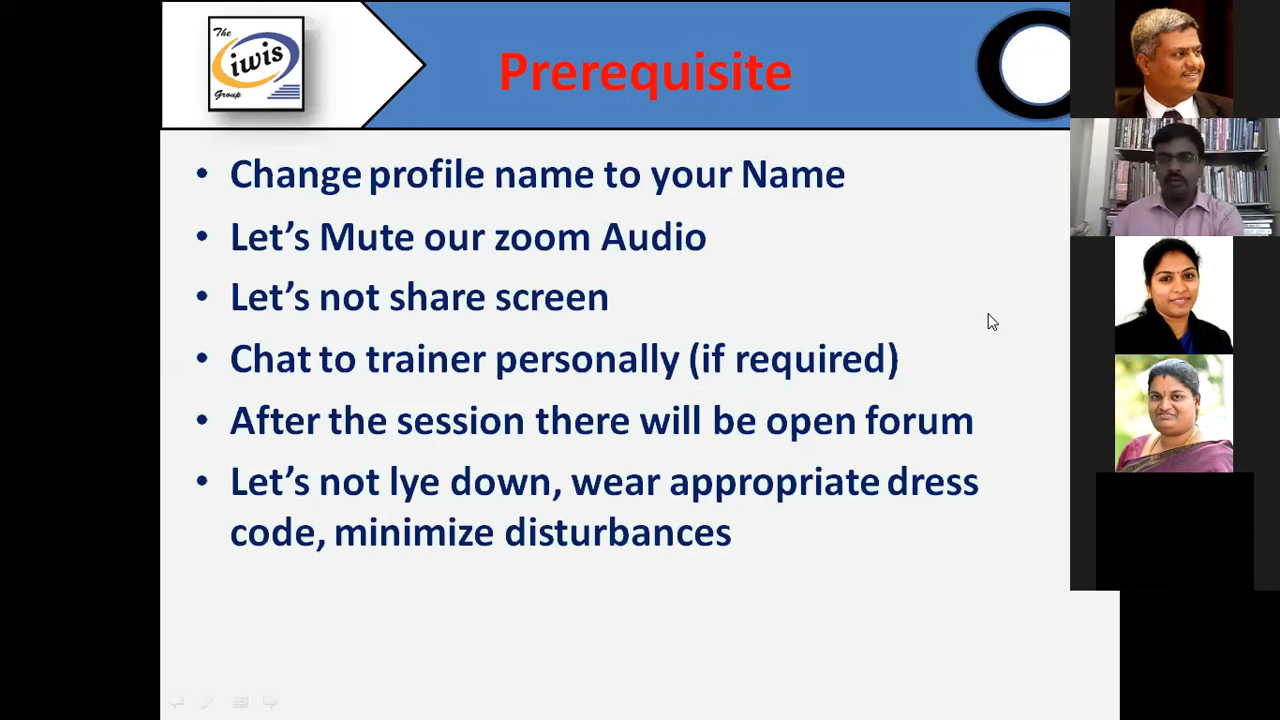 The
iwis
Group
Prerequisite
• Change profile name to your Name
• Let’s Mute our zoom Audio
• Let’s not share screen
• Chat to trainer personally (if required)
• After the session there will be open forum
• Let’s not lye down, wear appropriate dress
code, minimize disturbances